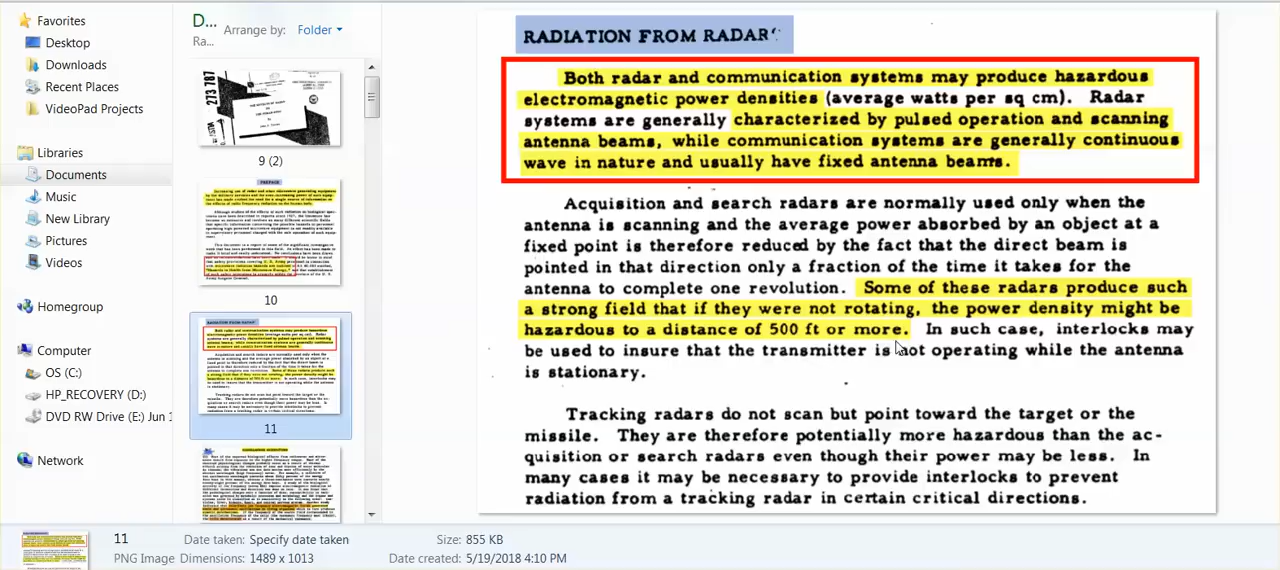 Favorites
Desktop
Downloads
Recent Places
VideoPad Projects
Libraries
Documents
Music
New Library
Pictures
Videos
Homegroup
Computer
OS (C:)
HP_RECOVERY (D:)
DVD RW Drive (E:) Jun 1
Network
D...
Ra...
Arrange by:
Folder
273 787
9 (2)
PREFACE
10
RADIATION FROM RADAR
11
RADIATION FROM RADAR
Both radar and communication systems may produce hazardous
electromagnetic power densities (average watts per sq cm). Radar
systems are generally characterized by pulsed operation and scanning
antenna beams, while communication systems are generally continuous
wave in nature and usually have fixed antenna beams.
Acquisition and search radars are normally used only when the
antenna is scanning and the average power absorbed by an object at a
fixed point is therefore reduced by the fact that the direct beam is
pointed in that direction only a fraction of the time it takes for the
antenna to complete one revolution. Some of these radars produce such
a strong field that if they were not rotating, the power density might be
hazardous to a distance of 500 ft or more. In such case, interlocks may
be used to insure that the transmitter is not operating while the antenna
is stationary.
Tracking radars do not scan but point toward the target or the
missile. They are therefore potentially more hazardous than the ac-
quisition or search radars even though their power may be less. In
many cases it may be necessary to provide interlocks to prevent
radiation from a tracking radar in certain critical directions.
11
PNG Image
Date taken: Specify date taken
Dimensions: 1489 x 1013
Size: 855 KB
Date created: 5/19/2018 4:10 PM